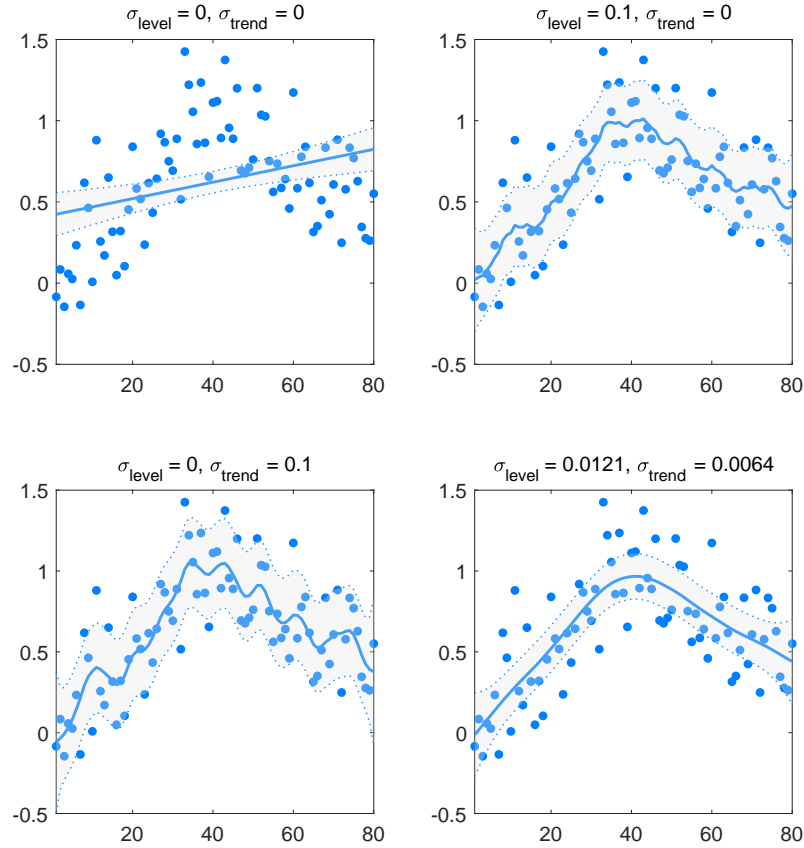 σlevel = 0, σtrend = 0
1.5
1
0.5
0
-0.5
20 40 60 80
σlevel = 0.1, σtrend = 0
1.5
1
0.5
0
-0.5
20 40 60 80
σlevel = 0, σtrend = 0.1
1.5
1
0.5
0
-0.5
20 40 60 80
σlevel = 0.0121, σtrend = 0.0064
1.5
1
0.5
0
-0.5
20 40 60 80